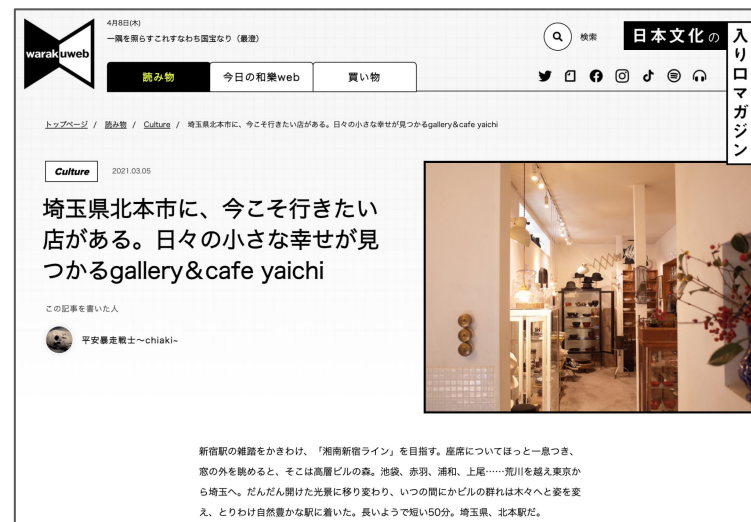 warakuweb
4月8日(木)
一隅を照らすこれすなわち国宝なり（最澄）
検索
日本文化の
入り口マガジン
読み物
今日の和樂web
買い物
トップページ / 読み物 / Culture / 埼玉県北本市に、今こそ行きたい店がある。日々の小さな幸せが見つかるgallery&cafe yaichi
Culture
2021.03.05
埼玉県北本市に、今こそ行きたい
店がある。日々の小さな幸せが見
つかるgallery&cafe yaichi
この記事を書いた人
平安暴走戦士〜chiaki〜
新宿駅の雑踏をかきわけ、「湘南新宿ライン」を目指す。座席についてほっと一息つき、
窓の外を眺めると、そこは高層ビルの森。池袋、赤羽、浦和、上尾……荒川を越え東京か
ら埼玉へ。だんだん開けた光景に移り変わり、いつの間にかビルの群れは木々へと姿を変
え、とりわけ自然豊かな駅に着いた。長いようで短い50分。埼玉県、北本駅だ。